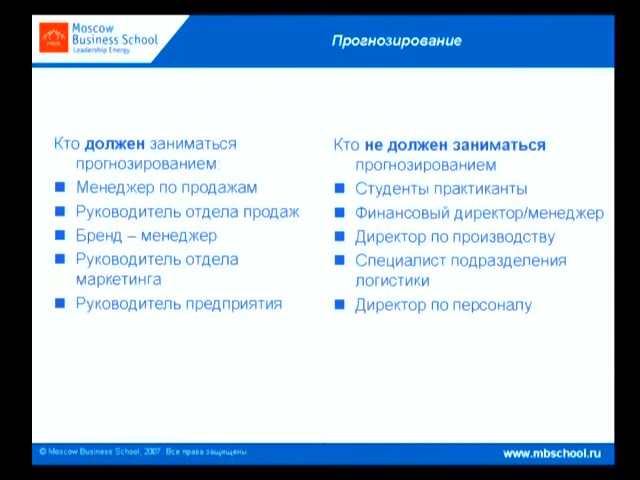 Moscow
Business School
Leadership Energy
Прогнозирование
Кто должен заниматься
прогнозированием:
Менеджер по продажам
Руководитель отдела продаж
Бренд – менеджер
Руководитель отдела
маркетинга
Руководитель предприятия
Кто не должен заниматься
прогнозированием
Студенты практиканты
Финансовый директор/менеджер
Директор по производству
Специалист подразделения
логистики
Директор по персоналу
© Moscow Business School, 2007. Все права защищены.
www.mbschool.ru